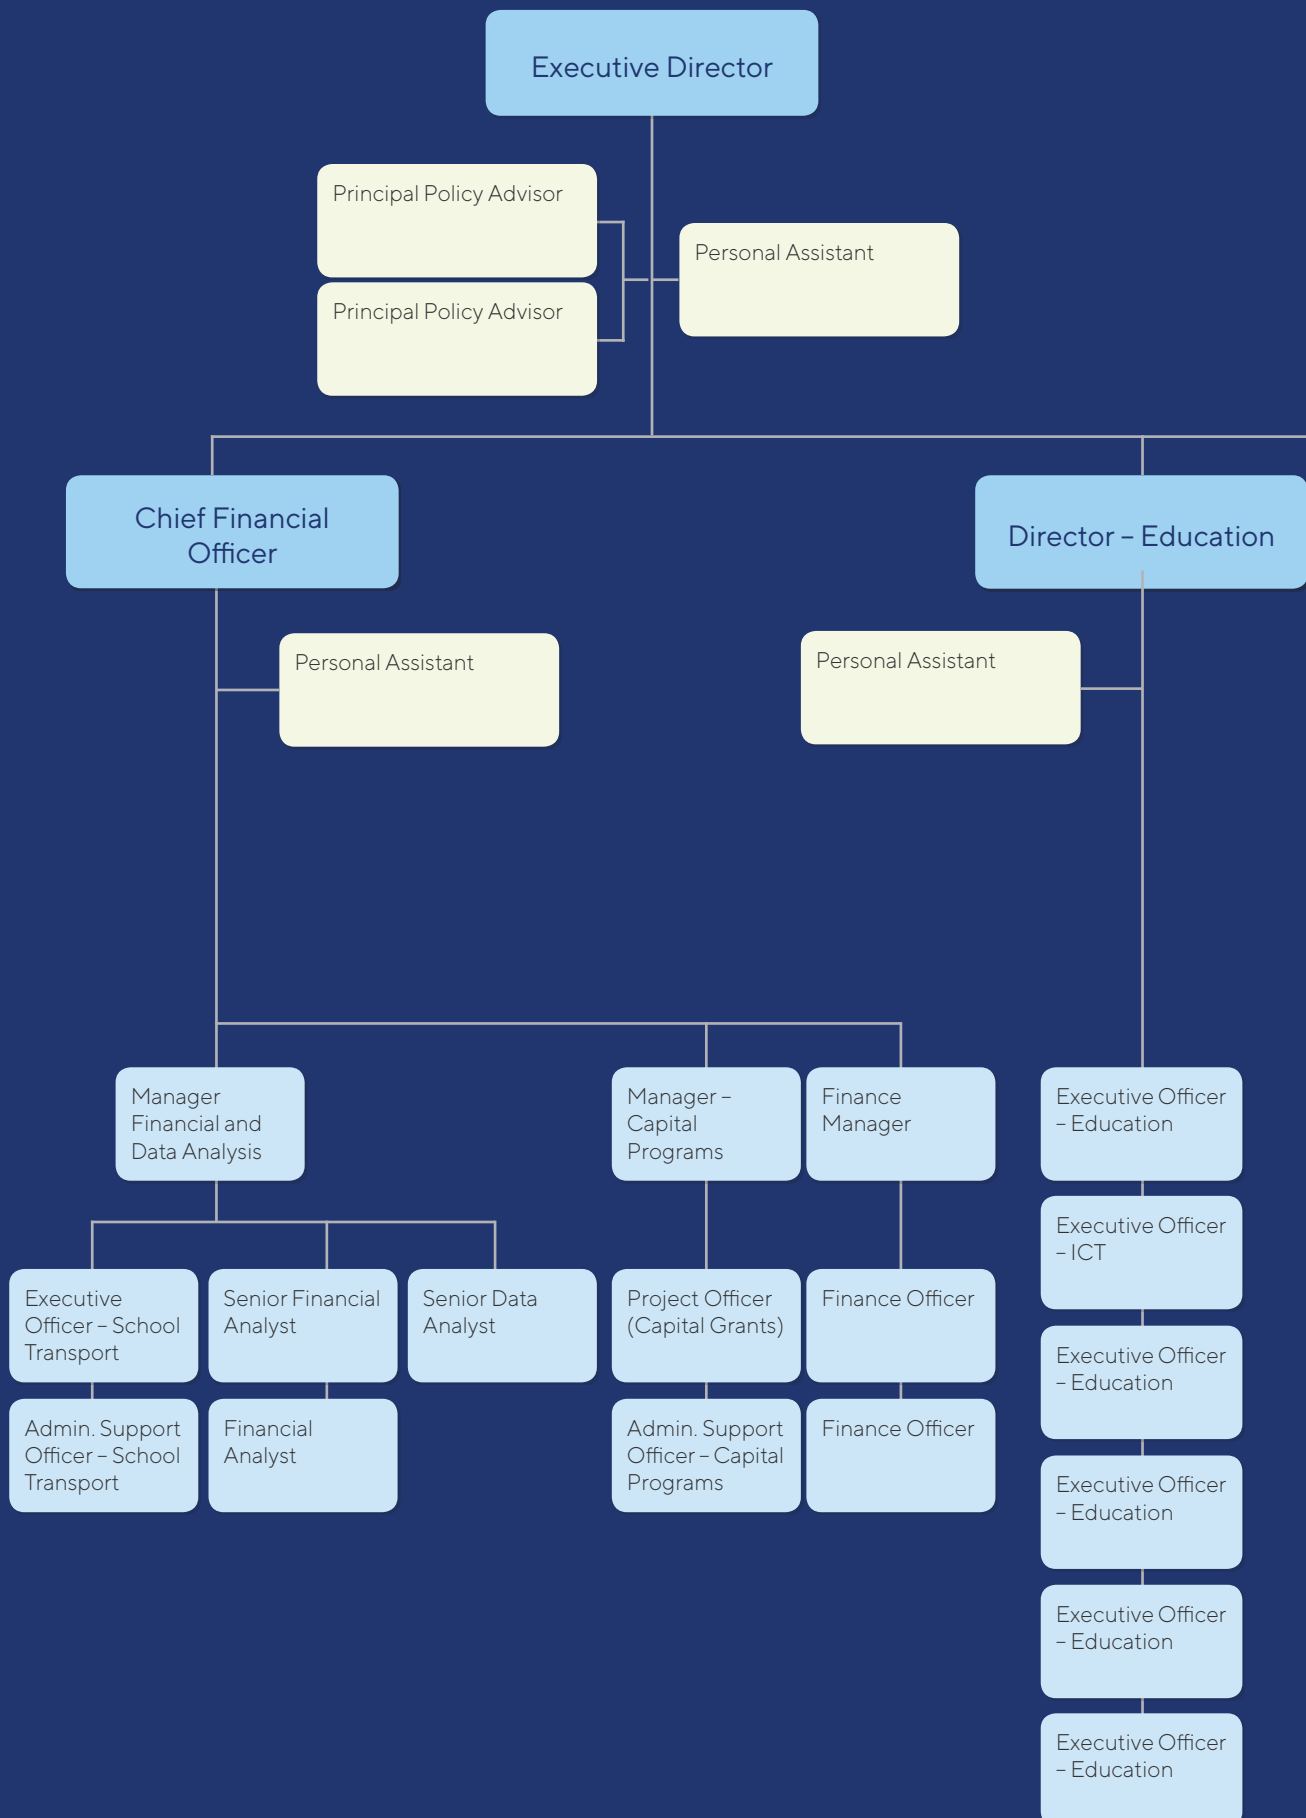 Executive Director
Principal Policy Advisor
Personal Assistant
Principal Policy Advisor
Chief Financial
Officer
Director – Education
Personal Assistant
Personal Assistant
Manager
Financial and
Data Analysis
Manager –
Capital
Programs
Finance
Manager
Executive Officer
– Education
Executive Officer
– ICT
Executive
Officer – School
Transport
Senior Financial
Analyst
Senior Data
Analyst
Project Officer
(Capital Grants)
Finance Officer
Executive Officer
– Education
Admin. Support
Officer – School
Transport
Financial
Analyst
Admin. Support
Officer – Capital
Programs
Finance Officer
Executive Officer
– Education
Executive Officer
– Education
Executive Officer
– Education